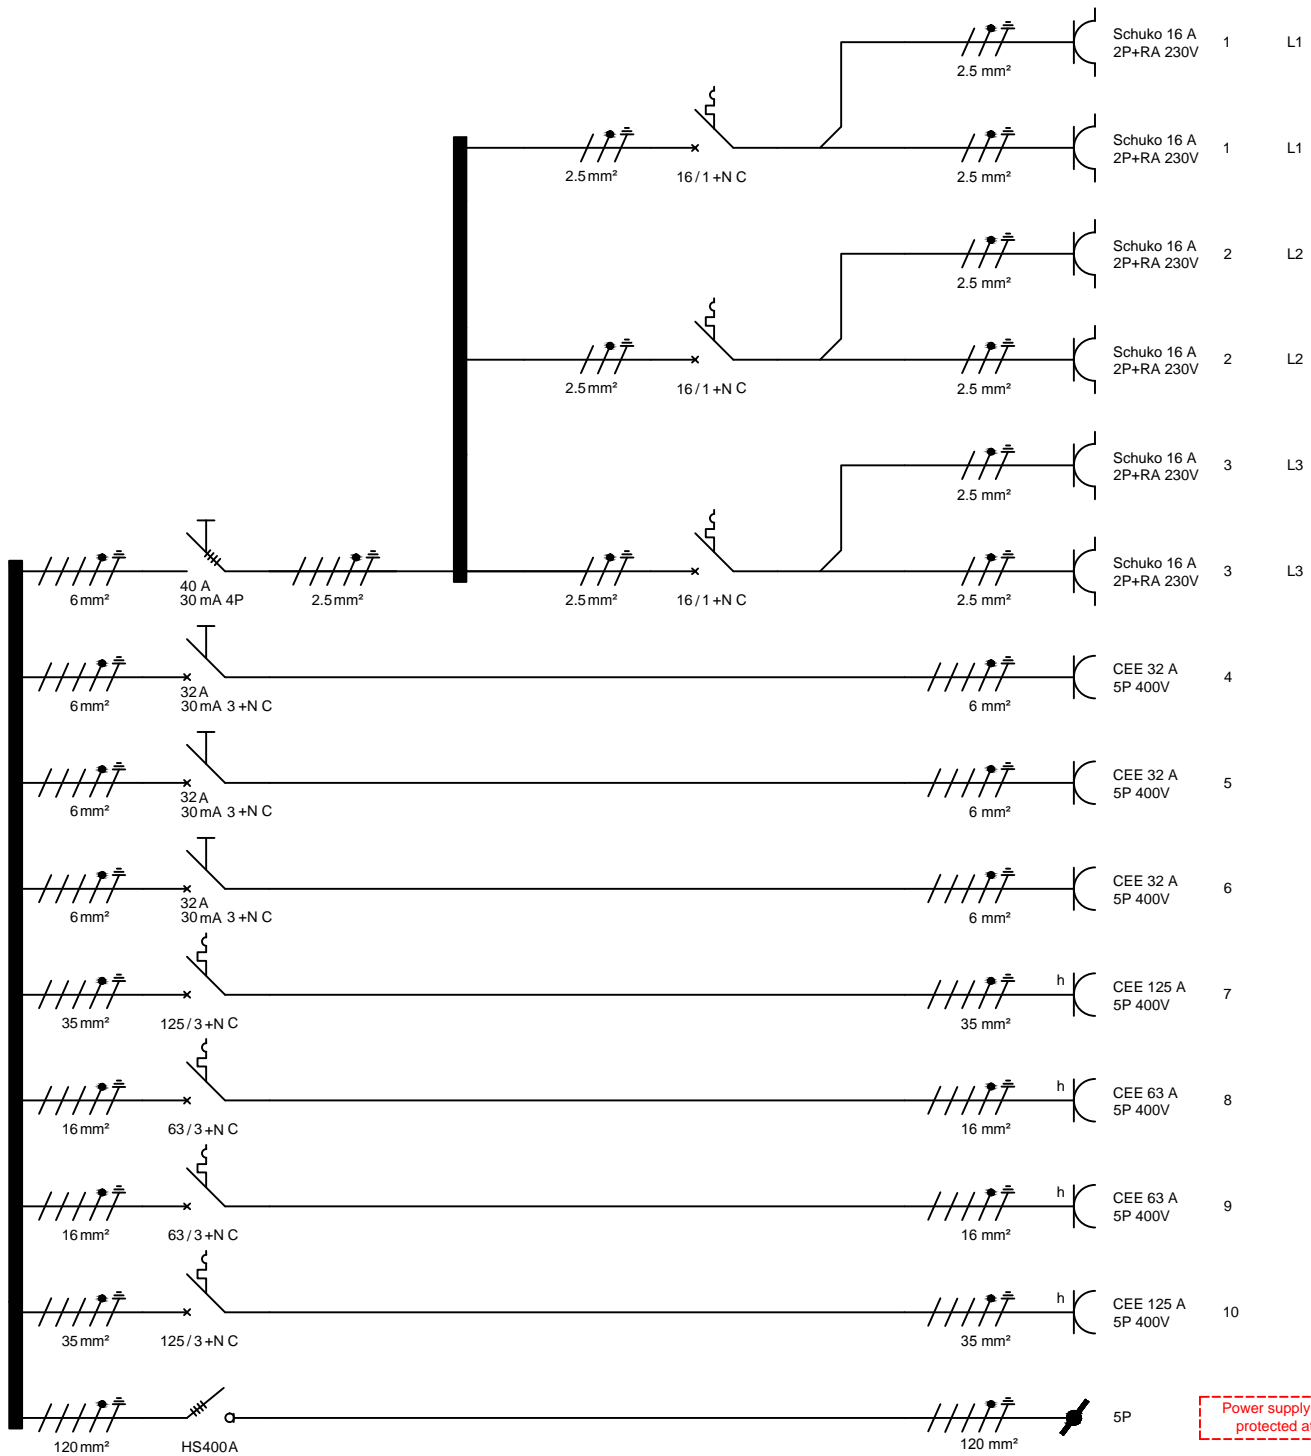 Schuko 16 A 1 L1
2P+RA 230V
2.5 mm²
Schuko 16 A 1 L1
2P+RA 230V
2.5 mm² 16/1+N C 2.5 mm²
Schuko 16 A 2 L2
2P+RA 230V
2.5 mm²
Schuko 16 A 2 L2
2P+RA 230V
2.5 mm² 16/1+N C 2.5 mm²
Schuko 16 A 3 L3
2P+RA 230V
2.5 mm²
Schuko 16 A 3 L3
2P+RA 230V
40 A
6 mm² 30 mA 4P 2.5 mm² 2.5 mm² 16/1+N C 2.5 mm²
CEE 32 A 4
5P 400V
32 A
6 mm² 30 mA 3+N C 6 mm²
CEE 32 A 5
5P 400V
32 A
6 mm² 30 mA 3+N C 6 mm²
CEE 32 A 6
5P 400V
32 A
6 mm² 30 mA 3+N C 6 mm²
h CEE 125 A 7
5P 400V
35 mm² 125/3+N C 35 mm²
h CEE 63 A 8
5P 400V
16 mm² 63/3+N C 16 mm²
h CEE 63 A 9
5P 400V
16 mm² 63/3+N C 16 mm²
h CEE 125 A 10
5P 400V
35 mm² 125/3+N C 35 mm²
5P
Power supply
protected
120 mm² HS400A 120 mm²